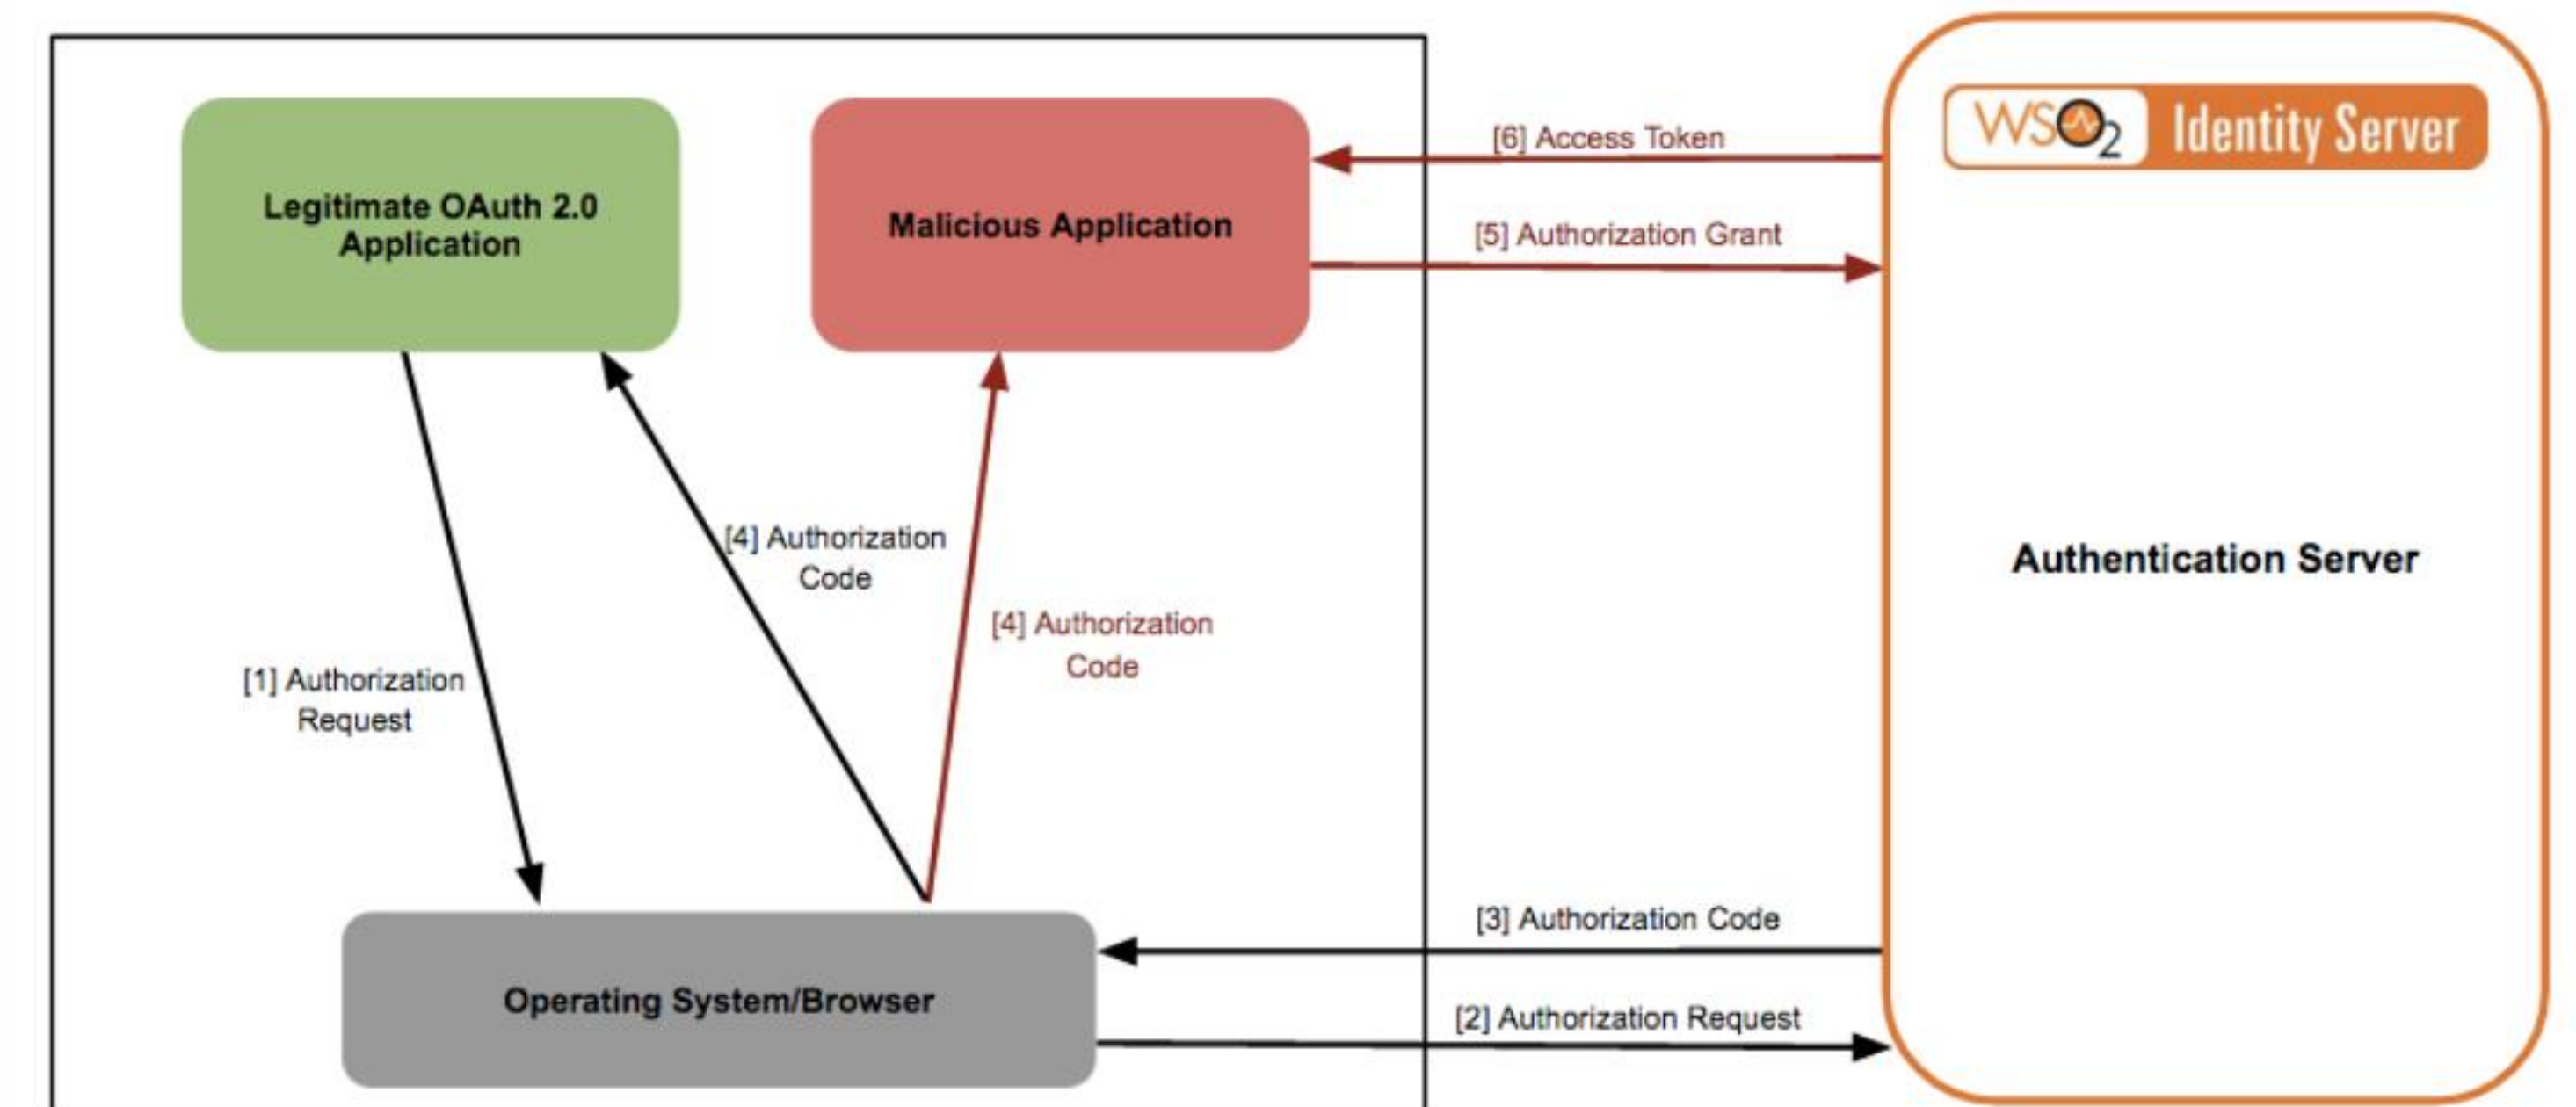 WSO2 Identity Server
[6] Access Token
Legitimate OAuth 2.0
Application
Malicious Application
[5] Authorization Grant
[4] Authorization
Code
Authentication Server
[4] Authorization
Code
[1] Authorization
Request
[3] Authorization Code
Operating System/Browser
[2] Authorization Request